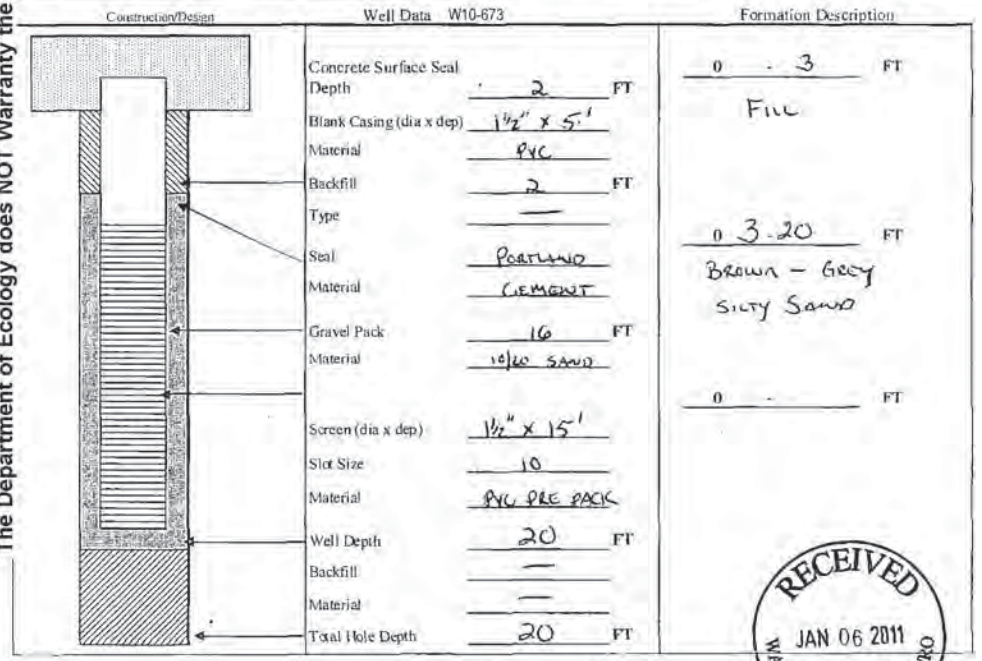 The Department of Ecology does NOT Warranty the
Construction/Design
Well Data W10-673
Formation Description
Concrete Surface Seal
Depth 2 FT
Blank Casing (dia x dep) 1 1/2" x 5'
Material PVC
Backfill 2 FT
Type —
Seal PORTLAND
Material CEMENT
Gravel Pack 16 FT
Material 10/20 SAND
Screen (dia x dep) 1 1/2" x 15'
Slot Size 10
Material PVC PRE PACK
Well Depth 20 FT
Backfill —
Material —
Total Hole Depth 20 FT
0 - 3 FT
FILL
0 3-20 FT
BROWN - GREY
SILTY SAND
0 - FT
RECEIVED
JAN 06 2011